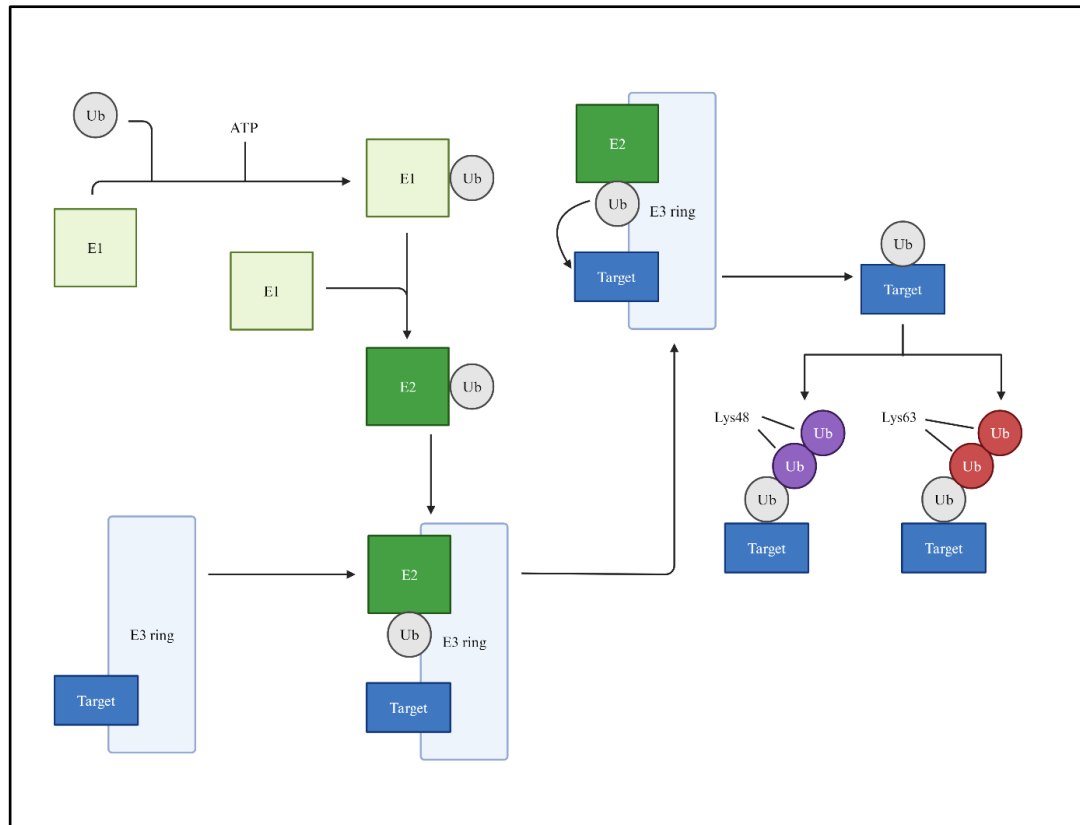 Ub
ATP
E1
Ub
E1
E1
E2
Ub
E2
Ub
E3 ring
Target
E3 ring
Target
E2
Ub
E3 ring
Target
Ub
Target
Lys48
Ub
Ub
Ub
Target
Lys63
Ub
Ub
Ub
Target